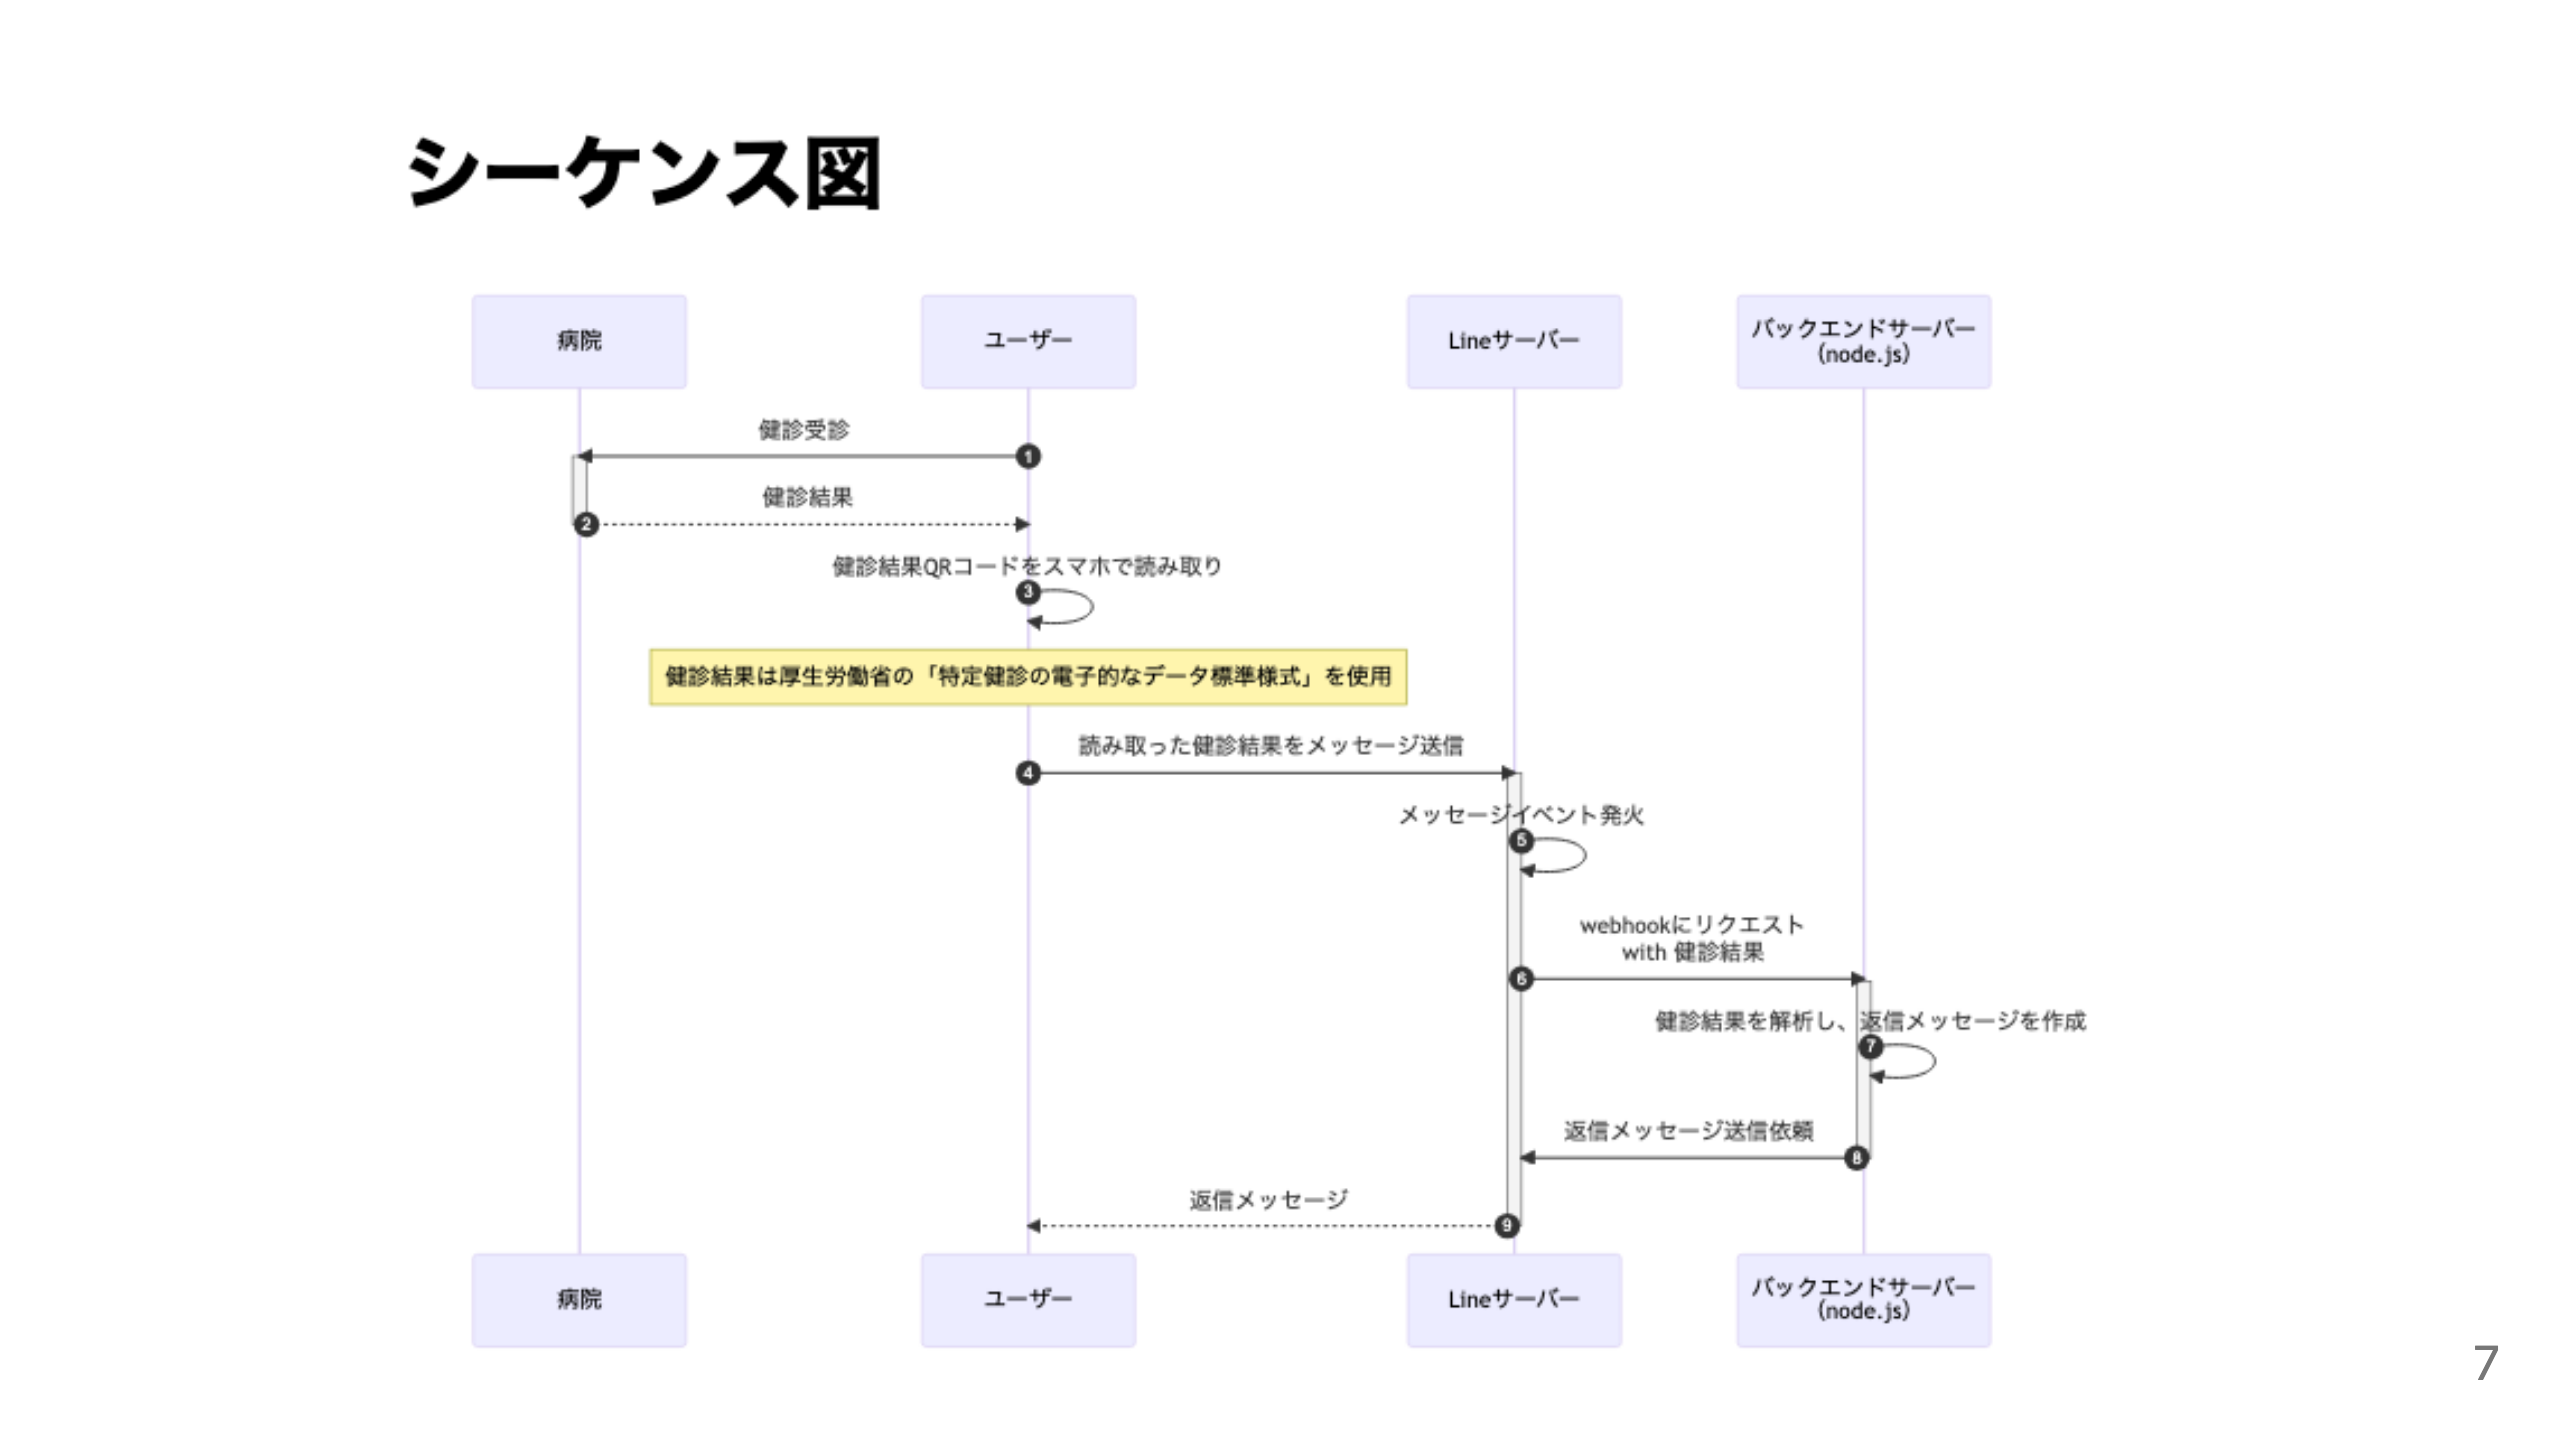 シーケンス図
病院
ユーザー
Lineサーバー
バックエンドサーバー
(node.js)
健診受診
1
健診結果
2
健診結果QRコードをスマホで読み取り
3
健診結果は厚生労働省の「特定健診の電子的なデータ標準様式」を使用
読み取った健診結果をメッセージ送信
4
メッセージイベント発火
5
webhookにリクエスト
with 健診結果
6
健診結果を解析し、返信メッセージを作成
7
返信メッセージ送信依頼
8
返信メッセージ
9
病院
ユーザー
Lineサーバー
バックエンドサーバー
(node.js)
7